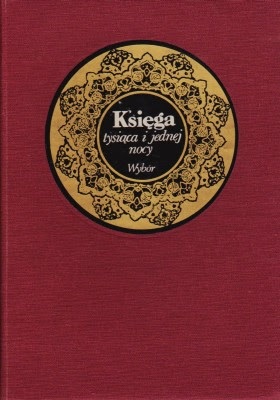 Księga
tysiąca i jednej
nocy
Wybór